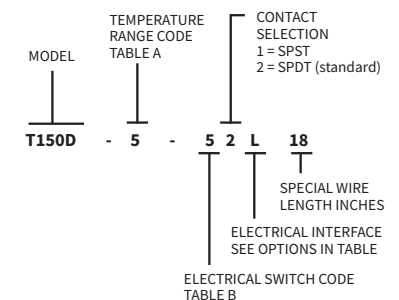 MODEL
TEMPERATURE
RANGE CODE
TABLE A
CONTACT
SELECTION
1 = SPST
2 = SPDT (standard)
T150D - 5 - 5 2 L 18
SPECIAL WIRE
LENGTH INCHES
ELECTRICAL INTERFACE
SEE OPTIONS IN TABLE
ELECTRICAL SWITCH CODE
TABLE B